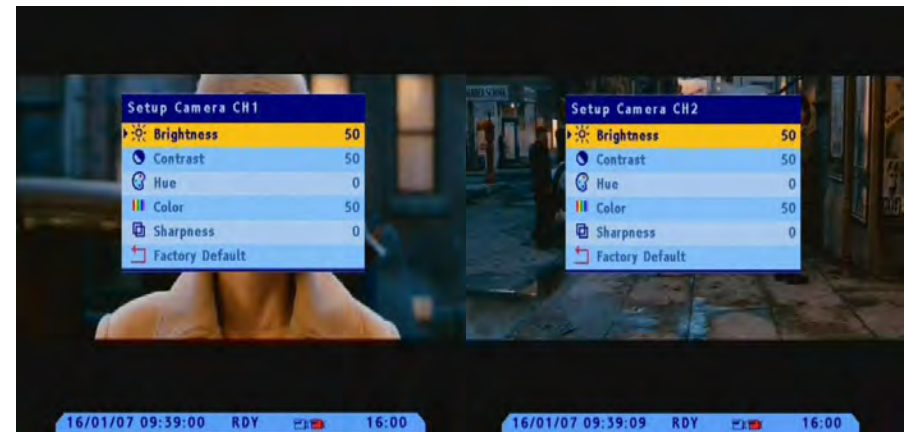 Setup Camera CH1
Brightness 50
Contrast 50
Hue 0
Color 50
Sharpness 0
Factory Default
16/01/07 09:39:00 RDY 16:00
Setup Camera CH2
Brightness 50
Contrast 50
Hue 0
Color 50
Sharpness 0
Factory Default
16/01/07 09:39:09 RDY 16:00